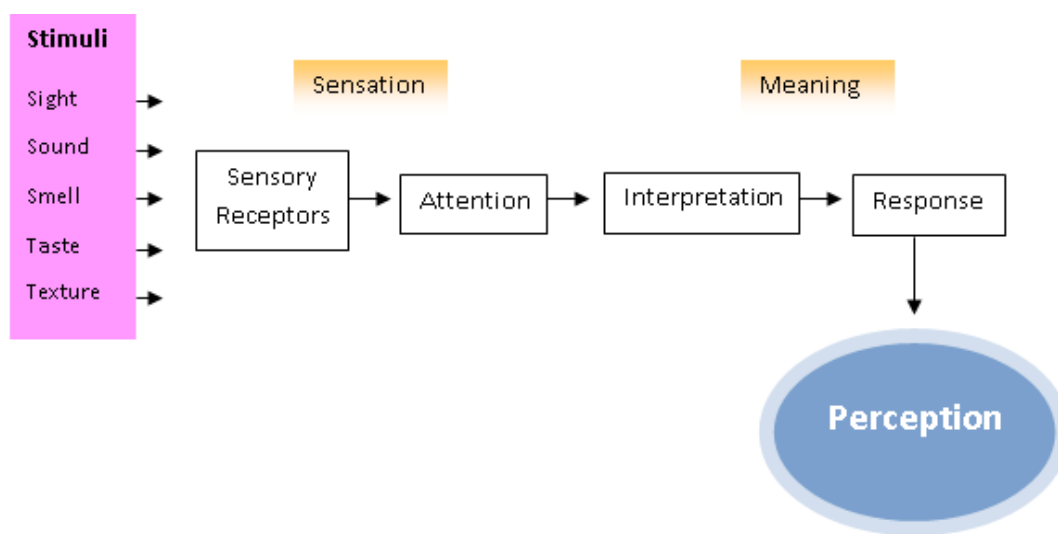 Stimuli
Sight
Sound
Smell
Taste
Texture
Sensation
Meaning
Sensory
Receptors
Attention
Interpretation
Response
Perception